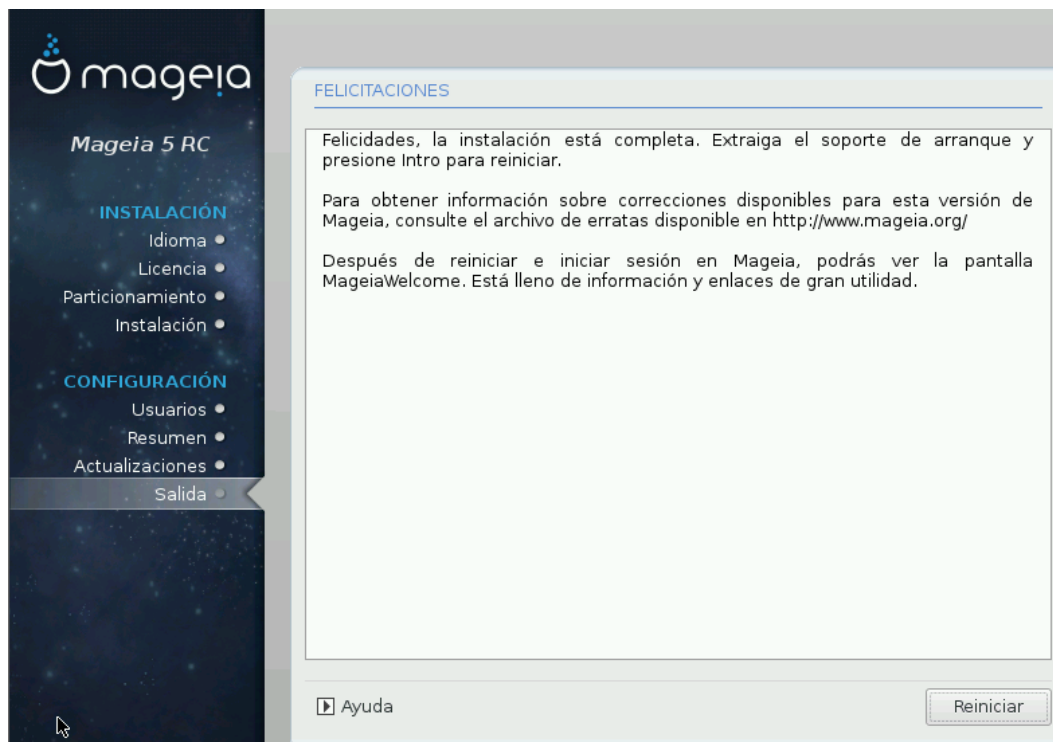 mageia
Mageia 5 RC
INSTALACIÓN
Idioma
Licencia
Particionamiento
Instalación
CONFIGURACIÓN
Usuarios
Resumen
Actualizaciones
Salida
FELICITACIONES
Felicidades, la instalación está completa. Extraiga el soporte de arranque y
presione Intro para reiniciar.
Para obtener información sobre correcciones disponibles para esta versión de
Mageia, consulte el archivo de erratas disponible en http://www.mageia.org/
Después de reiniciar e iniciar sesión en Mageia, podrás ver la pantalla
MageiaWelcome. Está lleno de información y enlaces de gran utilidad.
Ayuda
Reiniciar